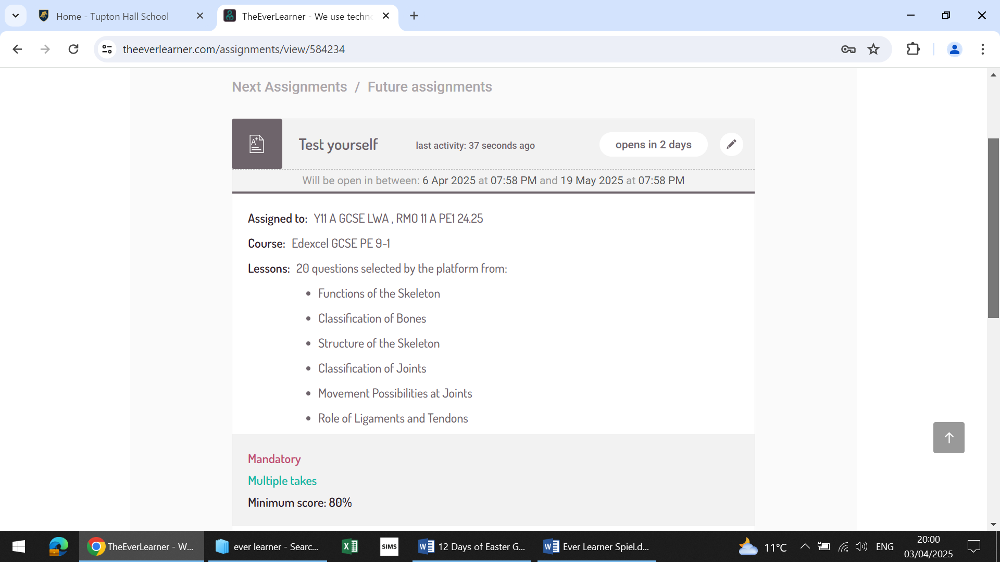 Home - Tupton Hall School
TheEverLearner - We use techn
theeverlearner.com/assignments/view/584234
Next Assignments / Future assignments
A+
Test yourself
last activity: 37 seconds ago
opens in 2 days
Will be open in between: 6 Apr 2025 at 07:58 PM and 19 May 2025 at 07:58 PM
Assigned to: Y11 A GCSE LWA , RMO 11 A PE1 24.25
Course: Edexcel GCSE PE 9-1
Lessons: 20 questions selected by the platform from:
• Functions of the Skeleton
• Classification of Bones
• Structure of the Skeleton
• Classification of Joints
• Movement Possibilities at Joints
• Role of Ligaments and Tendons
Mandatory
Multiple takes
Minimum score: 80%
TheEverLearner - W...
ever learner - Searc...
SIMS
12 Days of Easter G...
Ever Learner Spiel.d...
11°C
ENG
20:00
03/04/2025